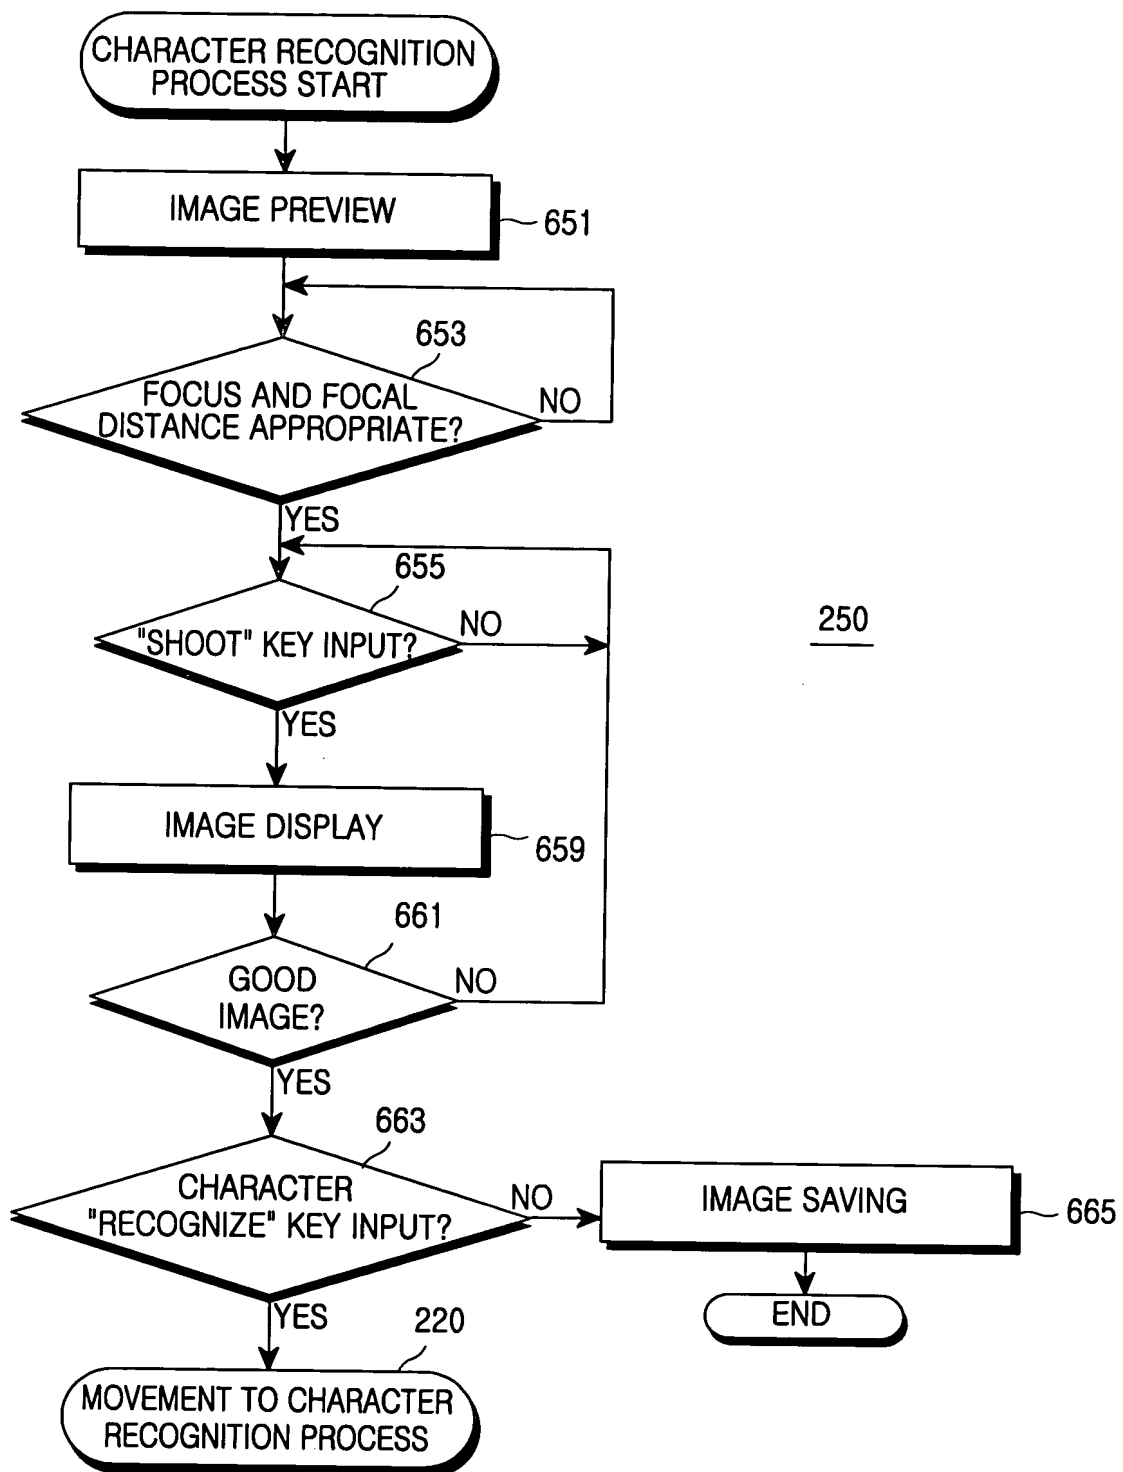 CHARACTER RECOGNITION
PROCESS START
IMAGE PREVIEW
651
653
FOCUS AND FOCAL
DISTANCE APPROPRIATE?
NO
YES
655
"SHOOT" KEY INPUT?
NO
250
YES
IMAGE DISPLAY
659
661
GOOD
IMAGE?
NO
YES
663
CHARACTER
"RECOGNIZE" KEY INPUT?
NO
IMAGE SAVING
665
END
YES
220
MOVEMENT TO CHARACTER
RECOGNITION PROCESS